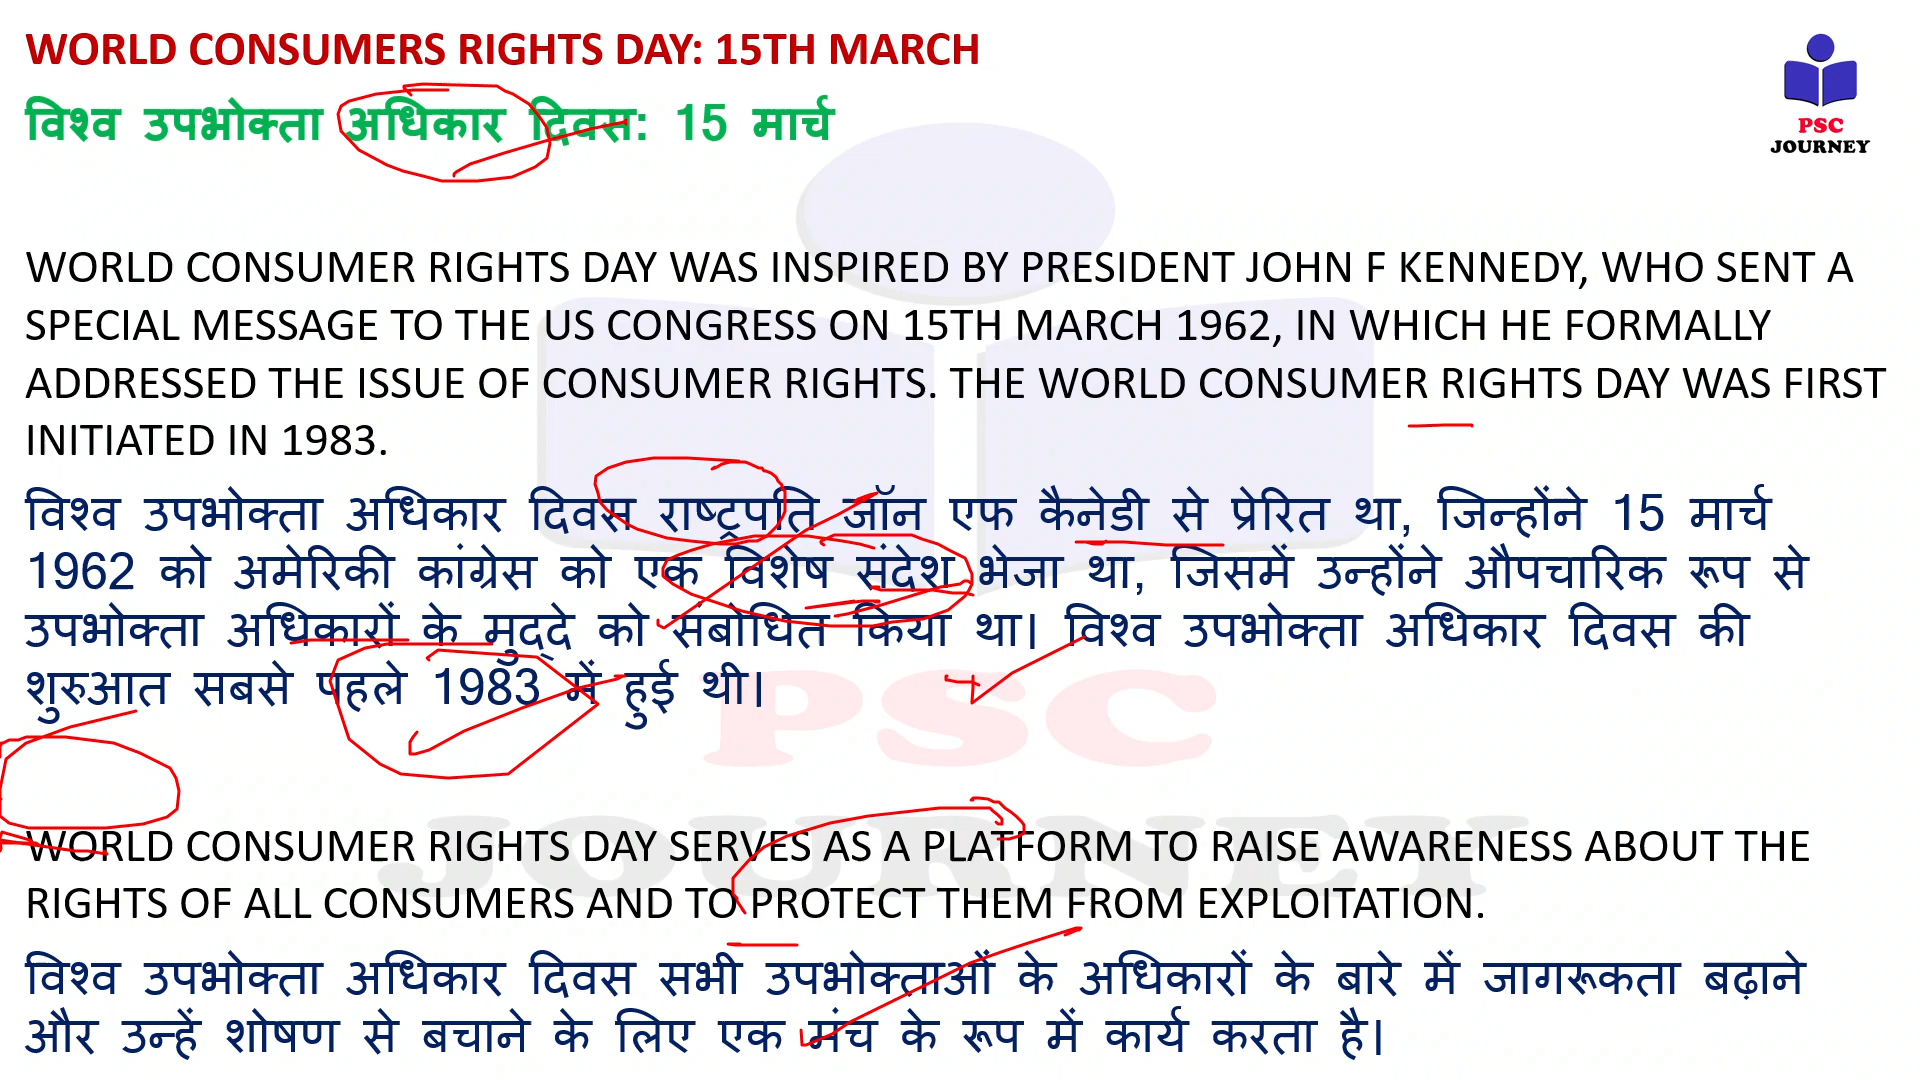 WORLD CONSUMERS RIGHTS DAY: 15TH MARCH
विश्व उपभोक्ता अधिकार दिवस: 15 मार्च
PSC
JOURNEY
WORLD CONSUMER RIGHTS DAY WAS INSPIRED BY PRESIDENT JOHN F KENNEDY, WHO SENT A
SPECIAL MESSAGE TO THE US CONGRESS ON 15TH MARCH 1962, IN WHICH HE FORMALLY
ADDRESSED THE ISSUE OF CONSUMER RIGHTS. THE WORLD CONSUMER RIGHTS DAY WAS FIRST
INITIATED IN 1983.
विश्व उपभोक्ता अधिकार दिवस राष्ट्रपति जॉन एफ कैनेडी से प्रेरित था, जिन्होंने 15 मार्च
1962 को अमेरिकी कांग्रेस को एक विशेष संदेश भेजा था, जिसमें उन्होंने औपचारिक रूप से
उपभोक्ता अधिकारों के मुद्दे को संबोधित किया था। विश्व उपभोक्ता अधिकार दिवस की
शुरुआत सबसे पहले 1983 में हुई थी।
PSC
JOURNEY
WORLD CONSUMER RIGHTS DAY SERVES AS A PLATFORM TO RAISE AWARENESS ABOUT THE
RIGHTS OF ALL CONSUMERS AND TO PROTECT THEM FROM EXPLOITATION.
विश्व उपभोक्ता अधिकार दिवस सभी उपभोक्ताओं के अधिकारों के बारे में जागरूकता बढ़ाने
और उन्हें शोषण से बचाने के लिए एक मंच के रूप में कार्य करता है।